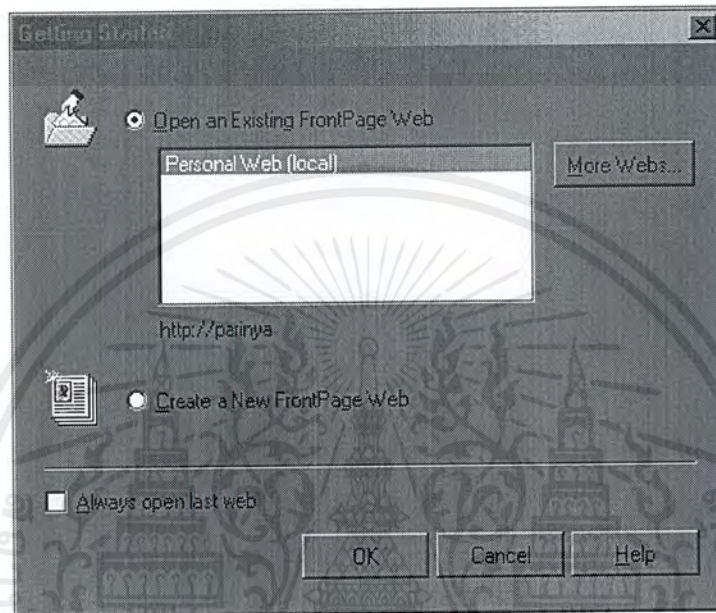 Getting Started
Open an Existing FrontPage Web
Personal Web (local)
More Webs...
http://parinya
Create a New FrontPage Web
Always open last web
OK
Cancel
Help